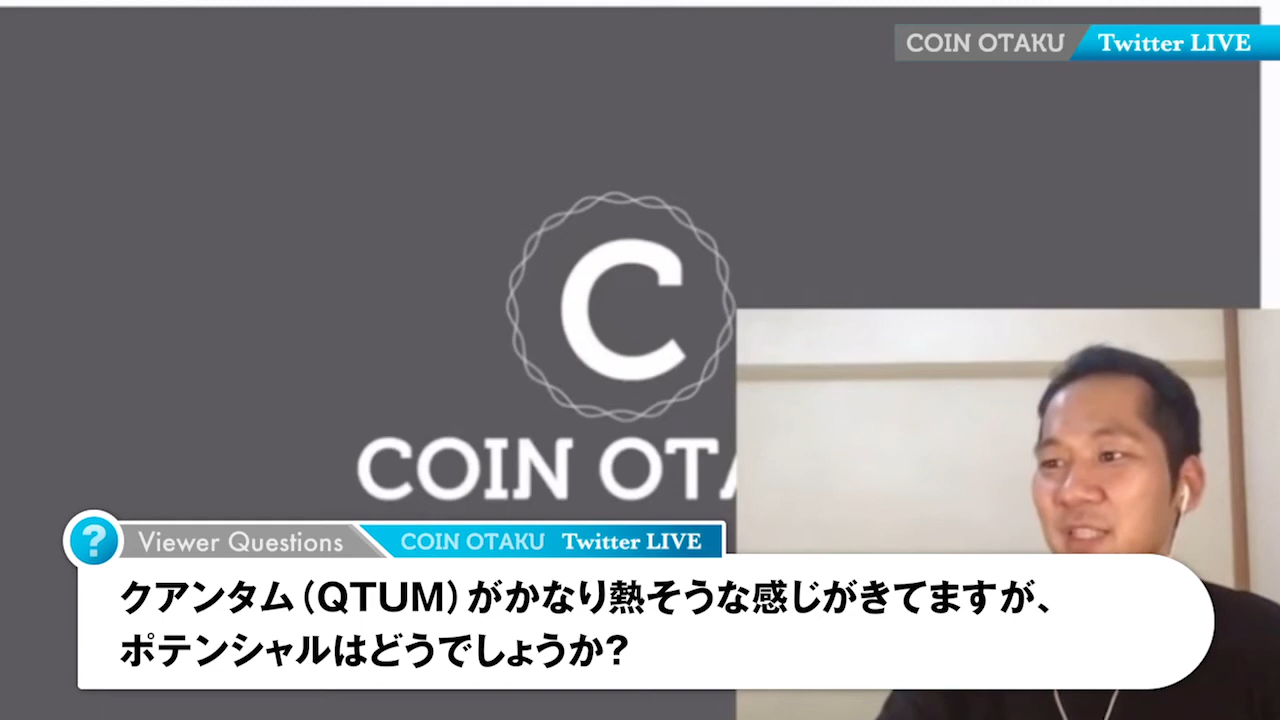 COIN OTAKU Twitter LIVE
C
COIN OTA
? Viewer Questions COIN OTAKU Twitter LIVE
クアンタム（QTUM）がかなり熱そうな感じがきてますが、
ポテンシャルはどうでしょうか?